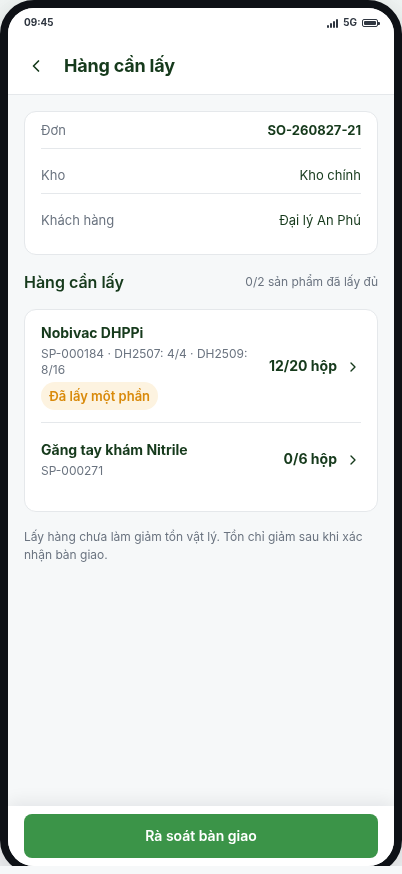 09:45
5G
Hàng cần lấy
Đơn
SO-260827-21
Kho
Kho chính
Khách hàng
Đại lý An Phú
Hàng cần lấy
0/2 sản phẩm đã lấy đủ
Nobivac DHPPi
SP-000184 · DH2507: 4/4 · DH2509:
8/16
12/20 hộp
Đã lấy một phần
Găng tay khám Nitrile
SP-000271
0/6 hộp
Lấy hàng chưa làm giảm tồn vật lý. Tồn chỉ giảm sau khi xác
nhận bàn giao.
Rà soát bàn giao